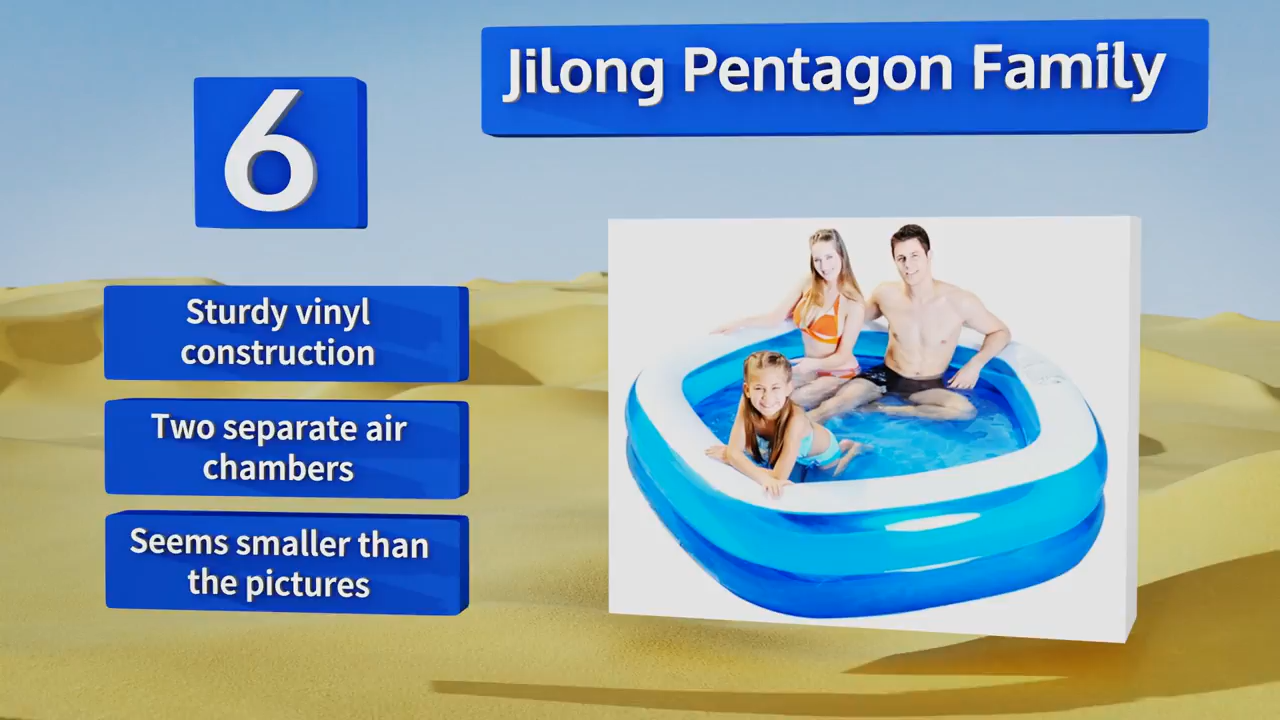 6
Jilong Pentagon Family
Sturdy vinyl
construction
Two separate air
chambers
Seems smaller than
the pictures